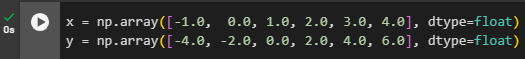 x = np.array([-1.0,  0.0, 1.0, 2.0, 3.0, 4.0], dtype=float)
0s
y = np.array([-4.0, -2.0, 0.0, 2.0, 4.0, 6.0], dtype=float)